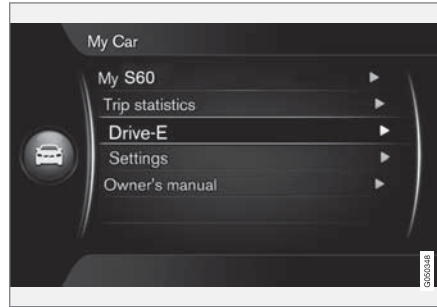 My Car
My S60
Trip statistics
Drive-E
Settings
Owner's manual
G050348